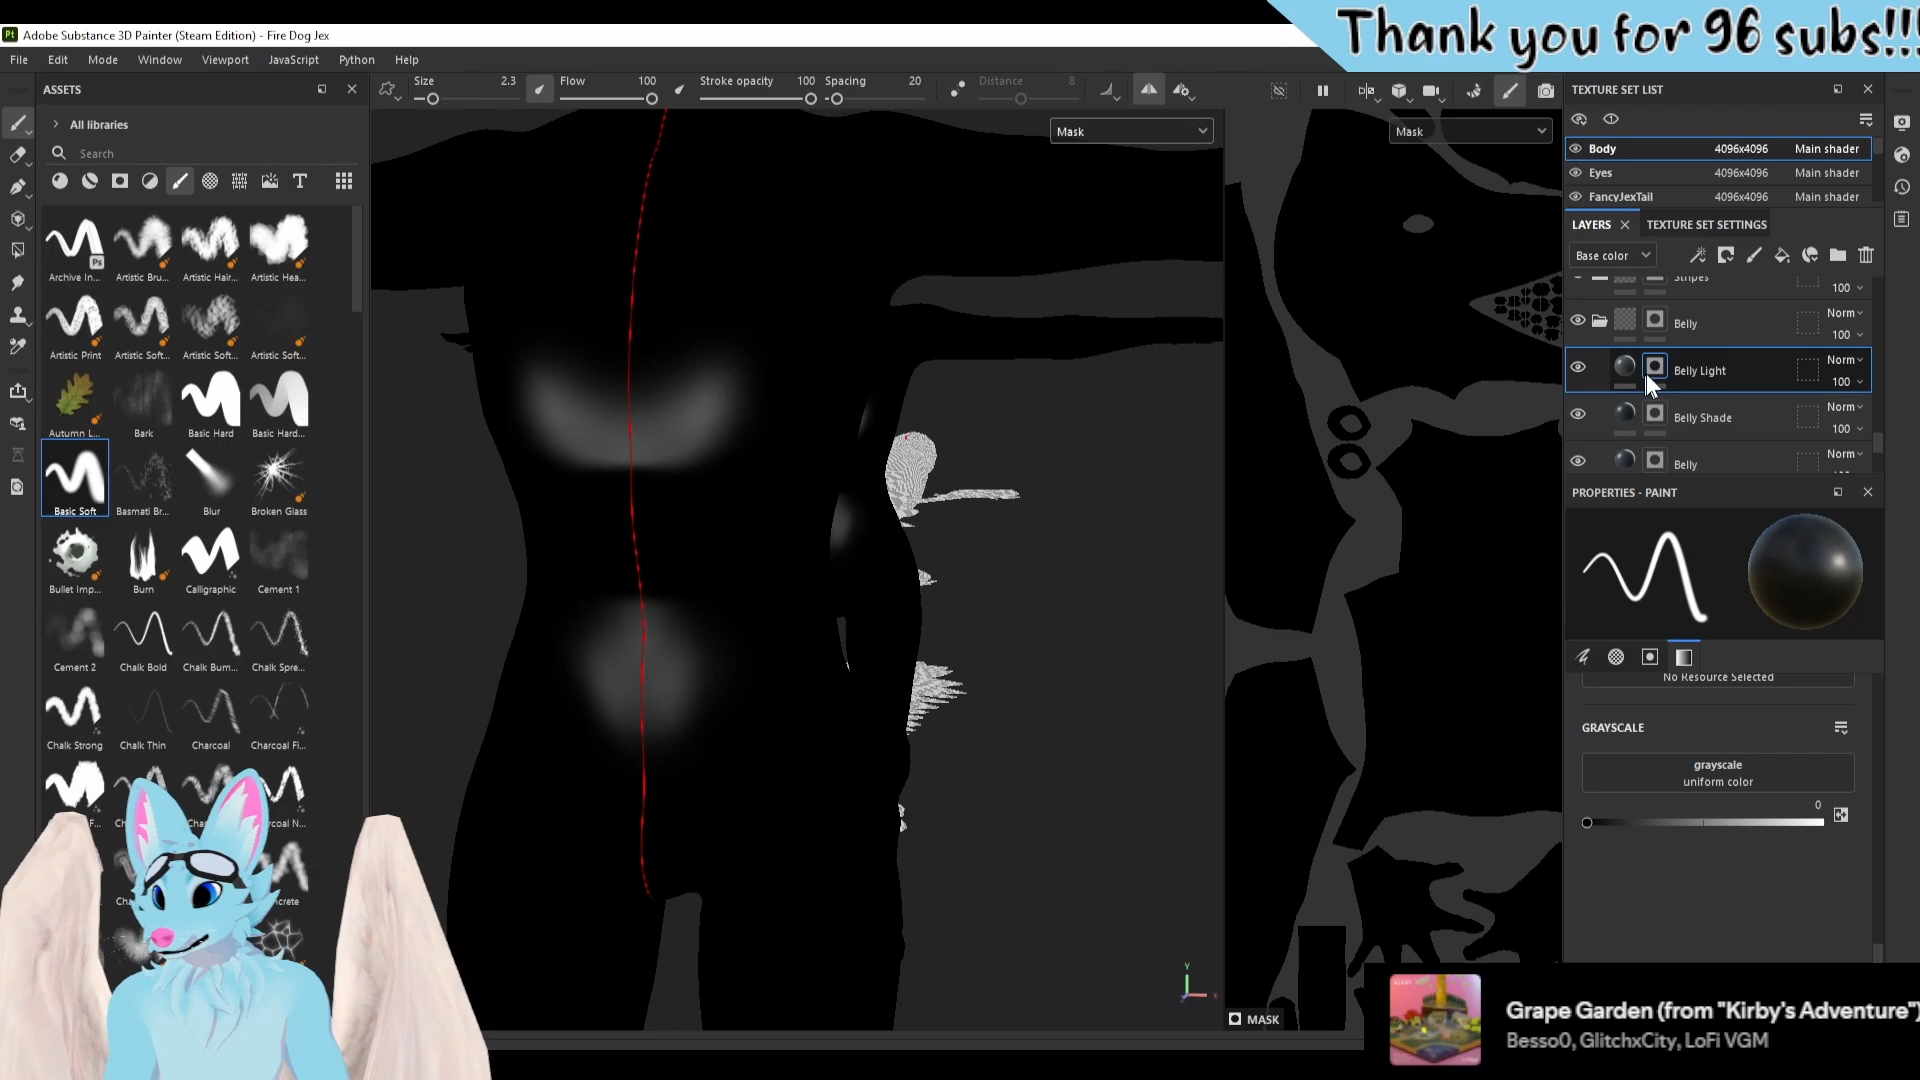 Thank you for 96 subs!!!
Adobe Substance 3D Painter (Steam Edition) - Fire Dog Jex
File Edit Mode Window Viewport JavaScript Python Help
ASSETS
Size 2.3 Flow 100 Stroke opacity 100 Spacing 20 Distance 8
All libraries
Search
Mask
Mask
Archive In... Artistic Bru... Artistic Hair... Artistic Hea...
Ps
Artistic Print Artistic Soft... Artistic Soft... Artistic Soft...
Autumn L... Bark Basic Hard Basic Hard...
Basic Soft Basmati Br... Blur Broken Glass
Bullet Imp... Burn Calligraphic Cement 1
Cement 2 Chalk Bold Chalk Bum... Chalk Spre...
Chalk Strong Chalk Thin Charcoal Charcoal Fi...
TEXTURE SET LIST
Body 4096x4096 Main shader
Eyes 4096x4096 Main shader
FancyJexTail 4096x4096 Main shader
LAYERS TEXTURE SET SETTINGS
Base color
Stripes
100
Belly Norm
100
Belly Light Norm
100
Belly Shade Norm
100
Belly Norm
PROPERTIES - PAINT
No Resource Selected
GRAYSCALE
grayscale
uniform color
0
Y
X
MASK
Grape Garden (from "Kirby's Adventure")
BessoO, GlitchxCity, LoFi VGM